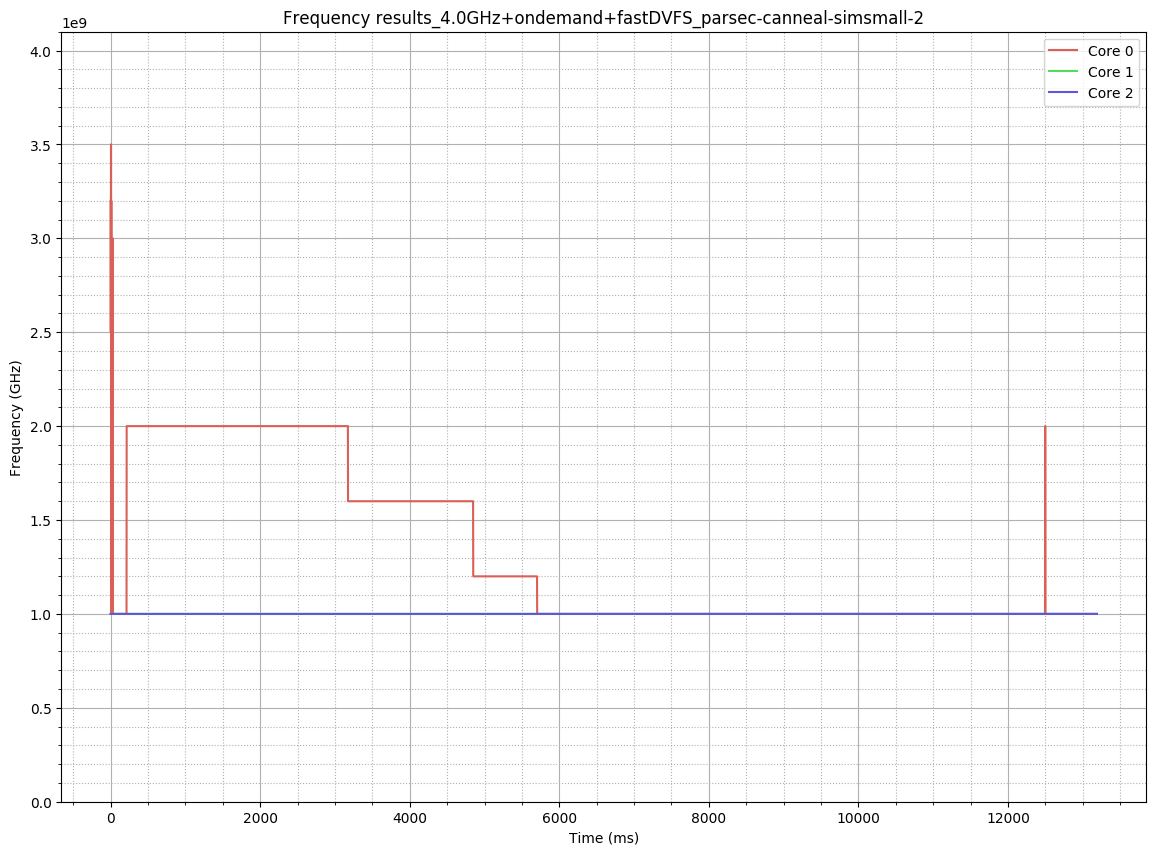 Frequency results_4.0GHz+ondemand+fastDVFS_parsec-canneal-simsmall-2
1e9
4.0
3.5
3.0
2.5
2.0
1.5
1.0
0.5
0.0
Frequency (GHz)
Core 0
Core 1
Core 2
0 2000 4000 6000 8000 10000 12000
Time (ms)